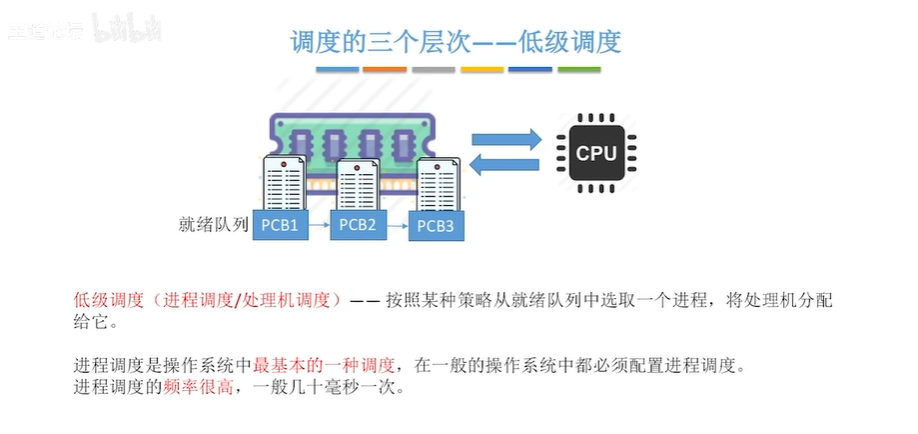 调度的三个层次——低级调度
CPU
就绪队列
PCB1
PCB2
PCB3
低级调度（进程调度/处理机调度）—— 按照某种策略从就绪队列中选取一个进程，将处理机分配
给它。
进程调度是操作系统中最基本的一种调度，在一般的操作系统中都必须配置进程调度。
进程调度的频率很高，一般几十毫秒一次。